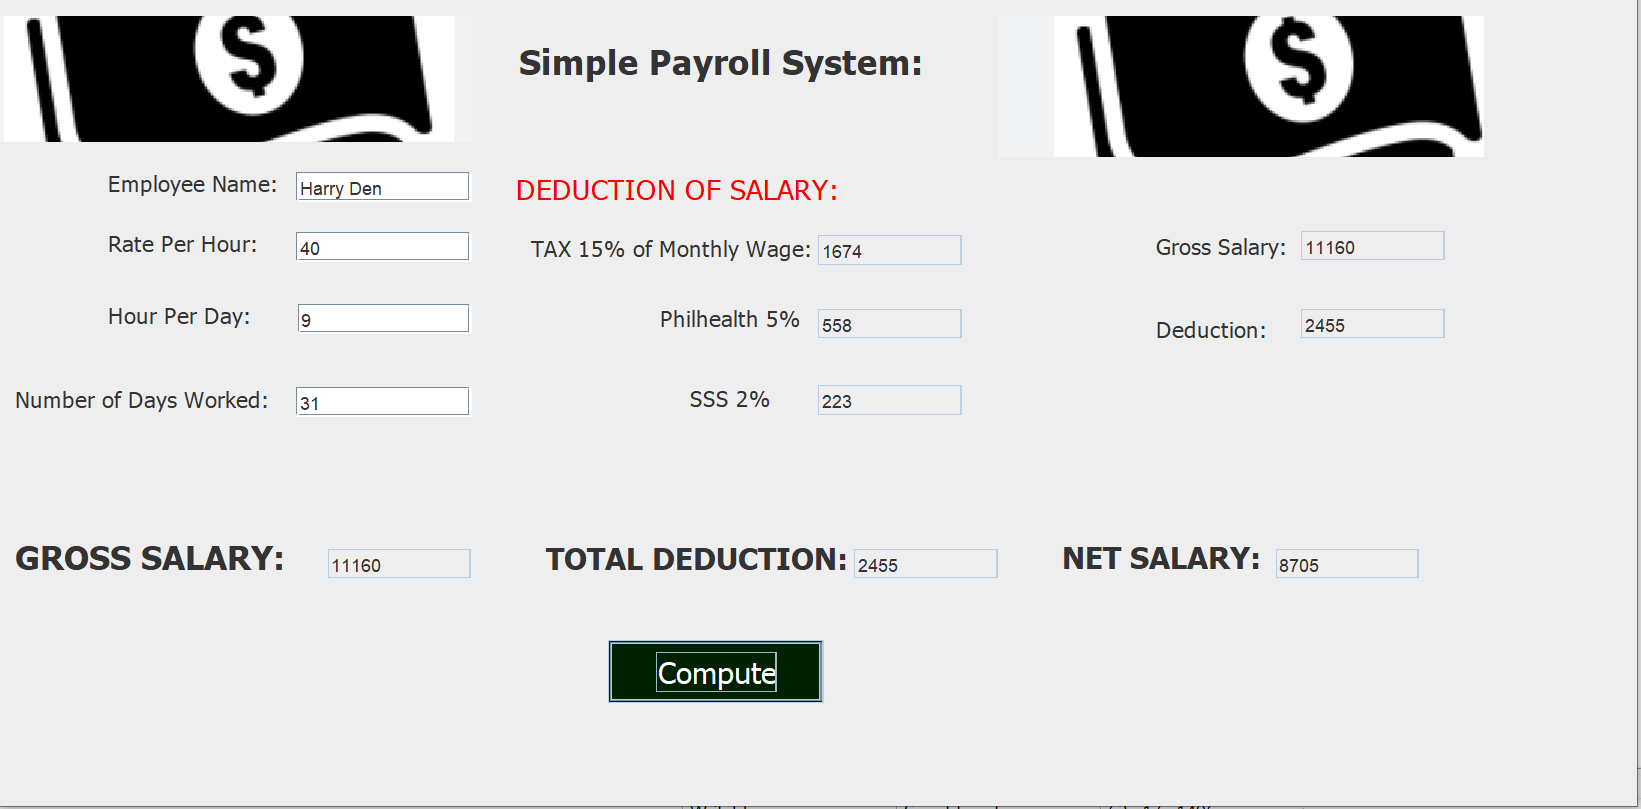 $
Simple Payroll System:
$
Employee Name: Harry Den
DEDUCTION OF SALARY:
Rate Per Hour: 40
TAX 15% of Monthly Wage: 1674
Gross Salary: 11160
Hour Per Day: 9
Philhealth 5% 558
Deduction: 2455
Number of Days Worked: 31
SSS 2% 223
GROSS SALARY: 11160
TOTAL DEDUCTION: 2455
NET SALARY: 8705
Compute